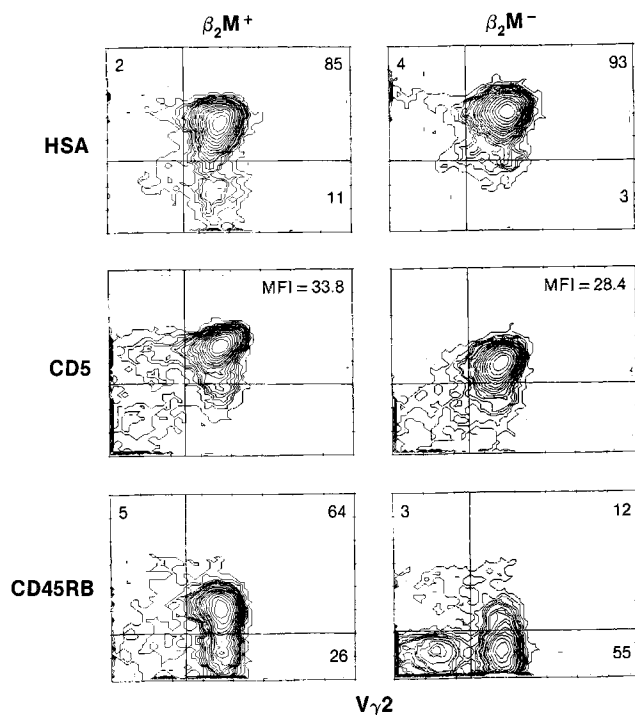 β₂M⁺ β₂M⁻
HSA
2 85
11
4 93
3
CD5
MFI = 33.8
MFI = 28.4
CD45RB
5 64
26
3 12
55
Vγ2